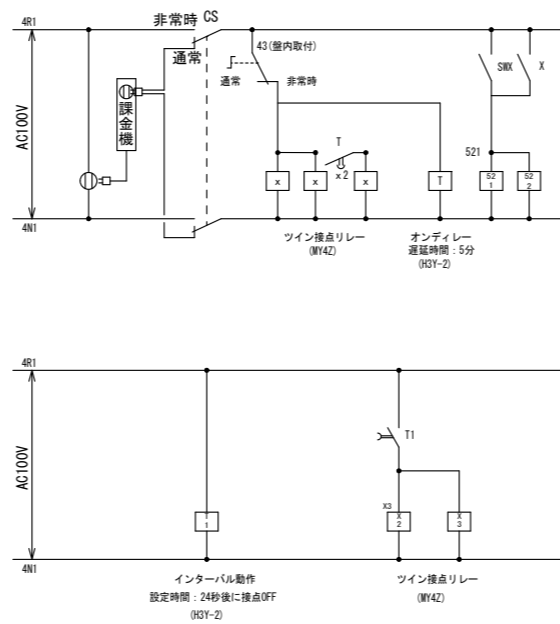 非常時 CS
4R1
43(盤内取付)
通常
通常
非常時
SWX
X
課金機
AC100V
T
x2
521
x
x
x
T
52
1
52
2
4N1
ツイン接点リレー
(MY4Z)
オンディレー
遅延時間：5分
(H3Y-2)
4R1
AC100V
T1
X3
T
1
X
2
X
3
4N1
インターバル動作
設定時間：24秒後に接点OFF
(H3Y-2)
ツイン接点リレー
(MY4Z)